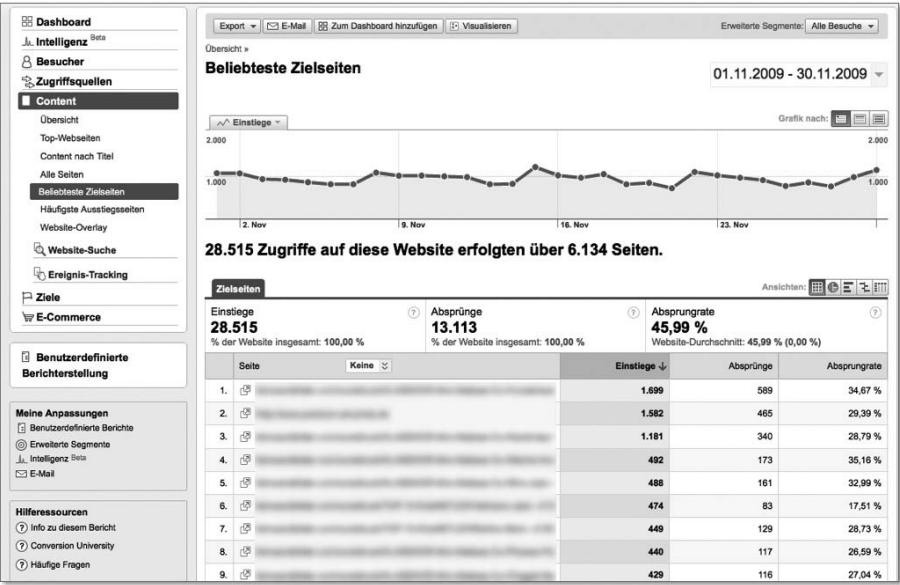 Dashboard
Intelligenz Beta
Besucher
Zugriffsquellen
Content
Übersicht
Top-Webseiten
Content nach Titel
Alle Seiten
Beliebteste Zielseiten
Häufigste Ausstiegsseiten
Website-Overlay
Website-Suche
Ereignis-Tracking
Ziele
E-Commerce
Benutzerdefinierte
Berichterstellung
Meine Anpassungen
Benutzerdefinierte Berichte
Erweiterte Segmente
Intelligenz Beta
E-Mail
Hilferessourcen
Info zu diesem Bericht
Conversion University
Häufige Fragen
Export E-Mail Zum Dashboard hinzufügen Visualisieren Erweiterte Segmente: Alle Besuche
Übersicht »
Beliebteste Zielseiten
01.11.2009 - 30.11.2009
Einstiege Grafik nach:
2.000 2.000
1.000 1.000
2. Nov 9. Nov 16. Nov 23. Nov
28.515 Zugriffe auf diese Website erfolgten über 6.134 Seiten.
Zielseiten Ansichten:
Einstiege ? Absprünge ? Absprungrate ?
28.515 13.113 45,99 %
% der Website insgesamt: 100,00 % % der Website insgesamt: 100,00 % Website-Durchschnitt: 45,99 % (0,00 %)
Seite Keine Einstiege Absprünge Absprungrate
1. 1.699 589 34,67 %
2. 1.582 465 29,39 %
3. 1.181 340 28,79 %
4. 492 173 35,16 %
5. 488 161 32,99 %
6. 474 83 17,51 %
7. 449 129 28,73 %
8. 440 117 26,59 %
9. 429 116 27,04 %